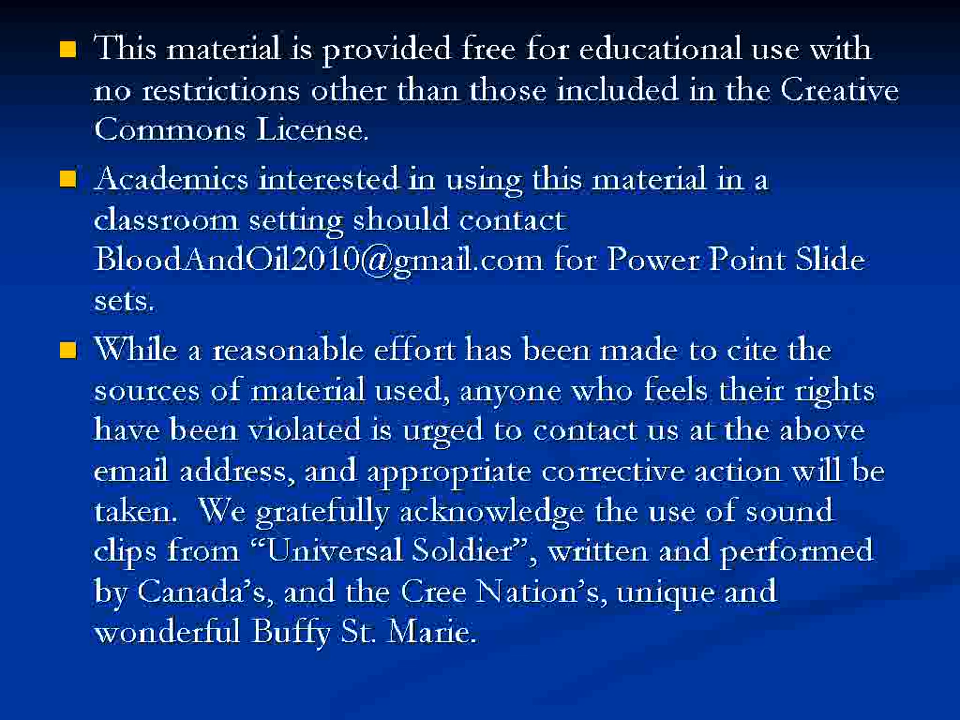 This material is provided free for educational use with
no restrictions other than those included in the Creative
Commons License.
Academics interested in using this material in a
classroom setting should contact
BloodAndOil2010@gmail.com for Power Point Slide
sets.
While a reasonable effort has been made to cite the
sources of material used, anyone who feels their rights
have been violated is urged to contact us at the above
email address, and appropriate corrective action will be
taken.  We gratefully acknowledge the use of sound
clips from “Universal Soldier”, written and performed
by Canada’s, and the Cree Nation’s, unique and
wonderful Buffy St. Marie.